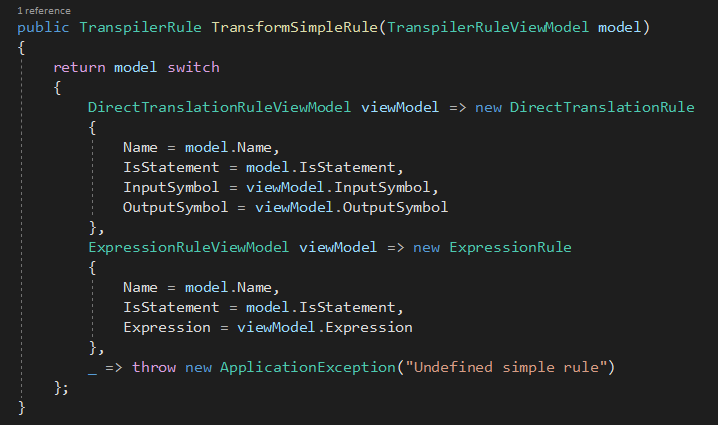 1 reference
public TranspilerRule TransformSimpleRule(TranspilerRuleViewModel model)
{
    return model switch
    {
        DirectTranslationRuleViewModel viewModel => new DirectTranslationRule
        {
            Name = model.Name,
            IsStatement = model.IsStatement,
            InputSymbol = viewModel.InputSymbol,
            OutputSymbol = viewModel.OutputSymbol
        },
        ExpressionRuleViewModel viewModel => new ExpressionRule
        {
            Name = model.Name,
            IsStatement = model.IsStatement,
            Expression = viewModel.Expression
        },
        _ => throw new ApplicationException("Undefined simple rule")
    };
}